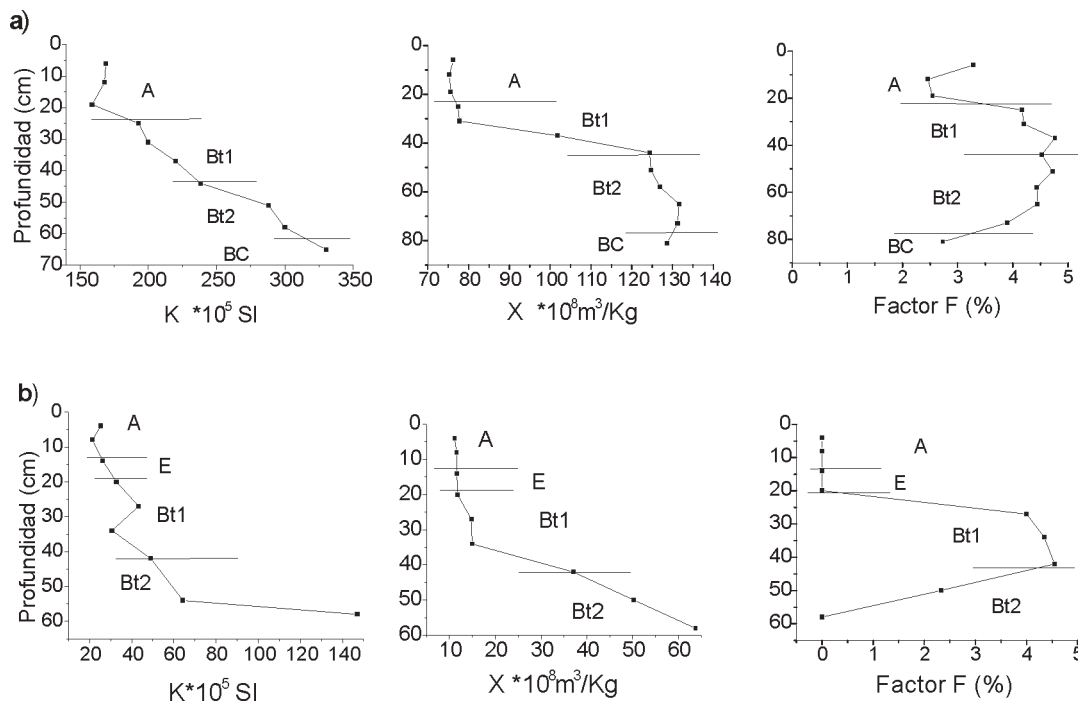 a)
Profundidad (cm)
0
10
20
30
40
50
60
70
A
Bt1
Bt2
BC
150 200 250 300 350
K *10⁵ SI
0
10
20
30
40
50
60
70
80
90
A
Bt1
Bt2
BC
70 80 90 100 110 120 130 140
X *10⁸m³/Kg
0
20
40
60
80
A
Bt1
Bt2
BC
0 1 2 3 4 5
Factor F (%)
b)
Profundidad (cm)
0
10
20
30
40
50
60
A
E
Bt1
Bt2
20 40 60 80 100 120 140
K*10⁵ SI
0
10
20
30
40
50
60
A
E
Bt1
Bt2
10 20 30 40 50 60
X *10⁸m³/Kg
0
10
20
30
40
50
60
A
E
Bt1
Bt2
0 1 2 3 4 5
Factor F (%)